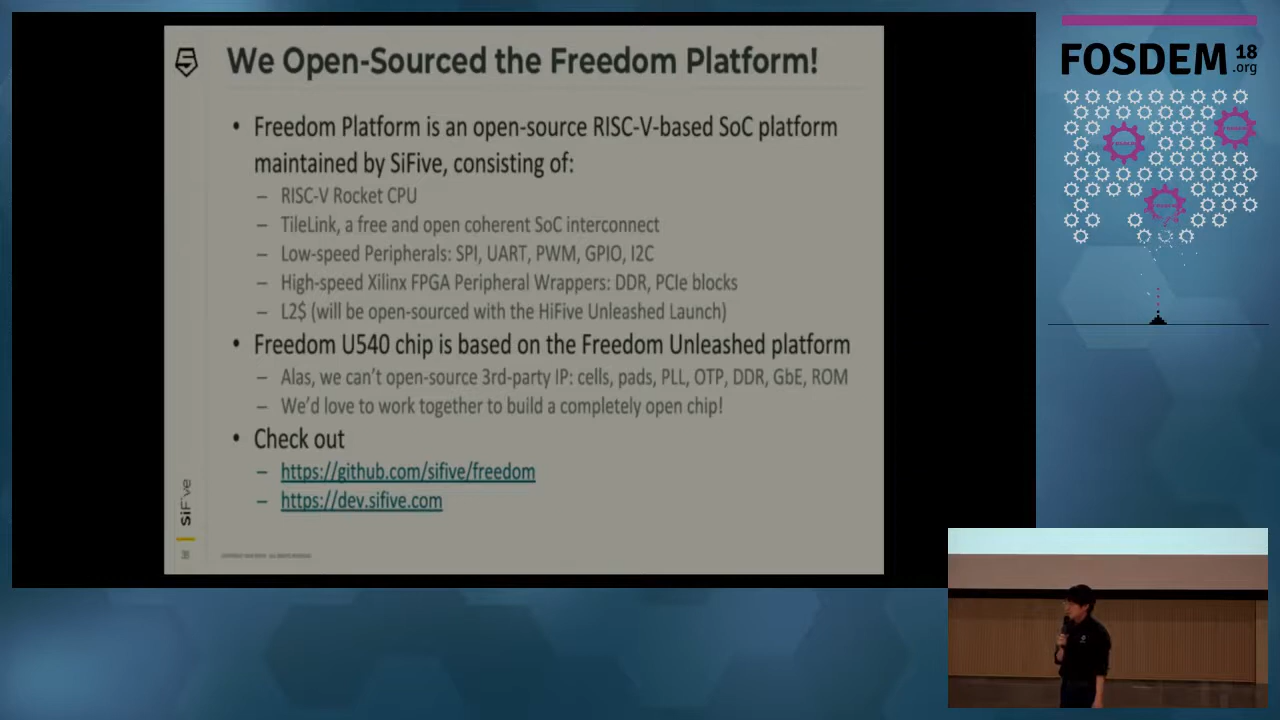 We Open-Sourced the Freedom Platform!
• Freedom Platform is an open-source RISC-V-based SoC platform
maintained by SiFive, consisting of:
– RISC-V Rocket CPU
– TileLink, a free and open coherent SoC interconnect
– Low-speed Peripherals: SPI, UART, PWM, GPIO, I2C
– High-speed Xilinx FPGA Peripheral Wrappers: DDR, PCIe blocks
– L2$ (will be open-sourced with the HiFive Unleashed Launch)
• Freedom U540 chip is based on the Freedom Unleashed platform
– Alas, we can't open-source 3rd-party IP: cells, pads, PLL, OTP, DDR, GbE, ROM
– We'd love to work together to build a completely open chip!
• Check out
– https://github.com/sifive/freedom
– https://dev.sifive.com
SiFive
FOSDEM 18
.org